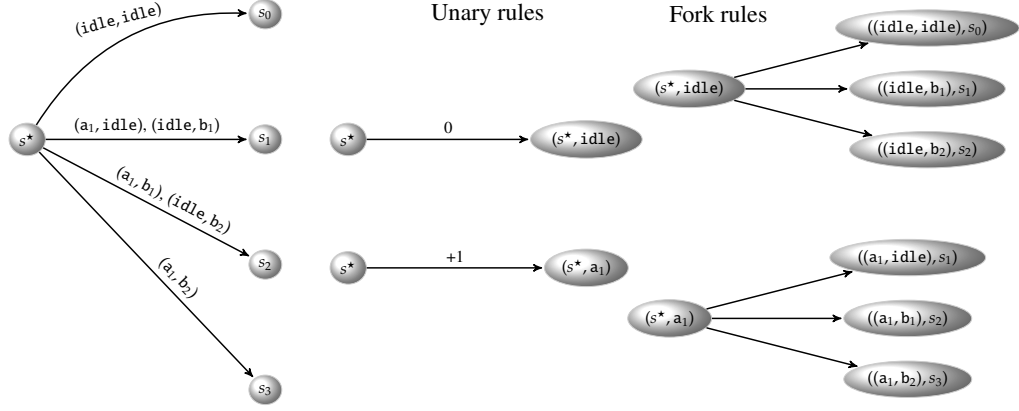 Unary rules
Fork rules
(idle, idle)
s₀
s⋆
(a₁, idle), (idle, b₁)
s₁
(a₁, b₁), (idle, b₂)
s₂
(a₁, b₂)
s₃
s⋆
0
(s⋆, idle)
s⋆
+1
(s⋆, a₁)
(s⋆, idle)
((idle, idle), s₀)
((idle, b₁), s₁)
((idle, b₂), s₂)
(s⋆, a₁)
((a₁, idle), s₁)
((a₁, b₁), s₂)
((a₁, b₂), s₃)